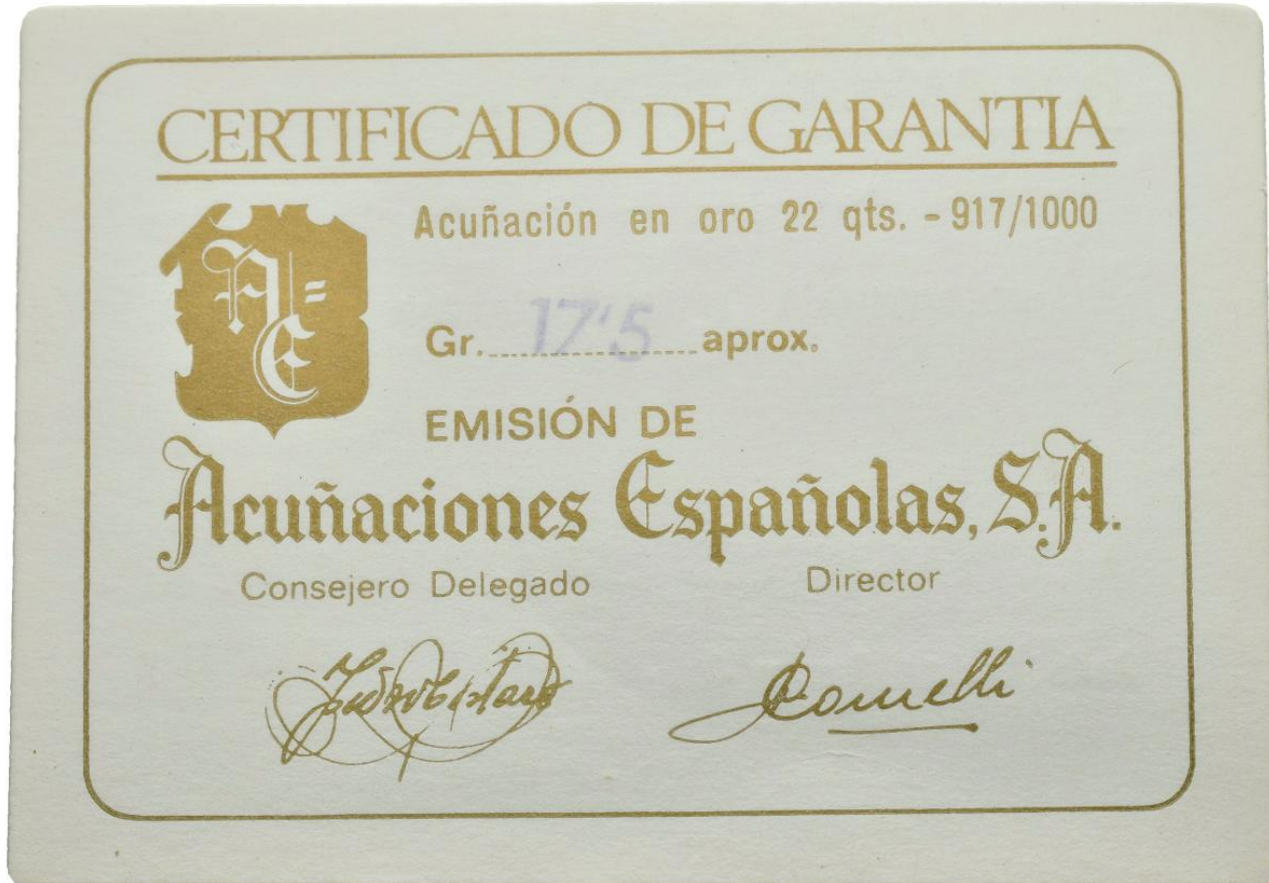 CERTIFICADO DE GARANTIA
Acuñación en oro 22 qts. - 917/1000
A=
C
Gr. 17'5 aprox.
EMISIÓN DE
Acuñaciones Españolas, S.A.
Consejero Delegado
Director